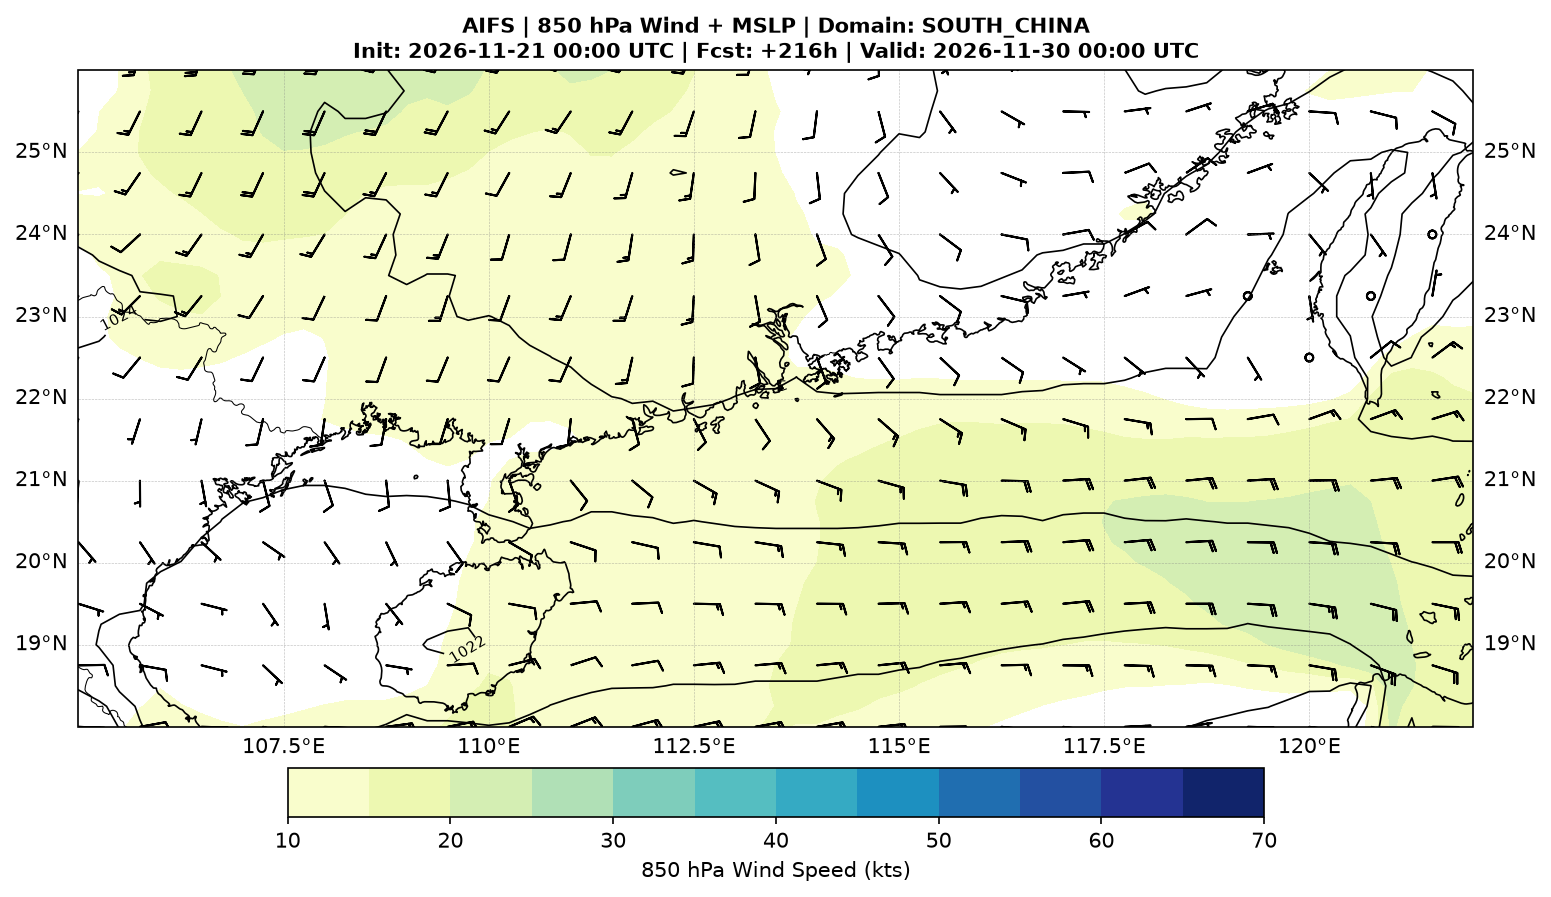 AIFS | 850 hPa Wind + MSLP | Domain: SOUTH_CHINA
Init: 2026-11-21 00:00 UTC | Fcst: +216h | Valid: 2026-11-30 00:00 UTC
25°N 25°N
24°N 24°N
23°N 23°N
1024
22°N 22°N
21°N 21°N
20°N 20°N
19°N 19°N
1022
107.5°E 110°E 112.5°E 115°E 117.5°E 120°E
10 20 30 40 50 60 70
850 hPa Wind Speed (kts)